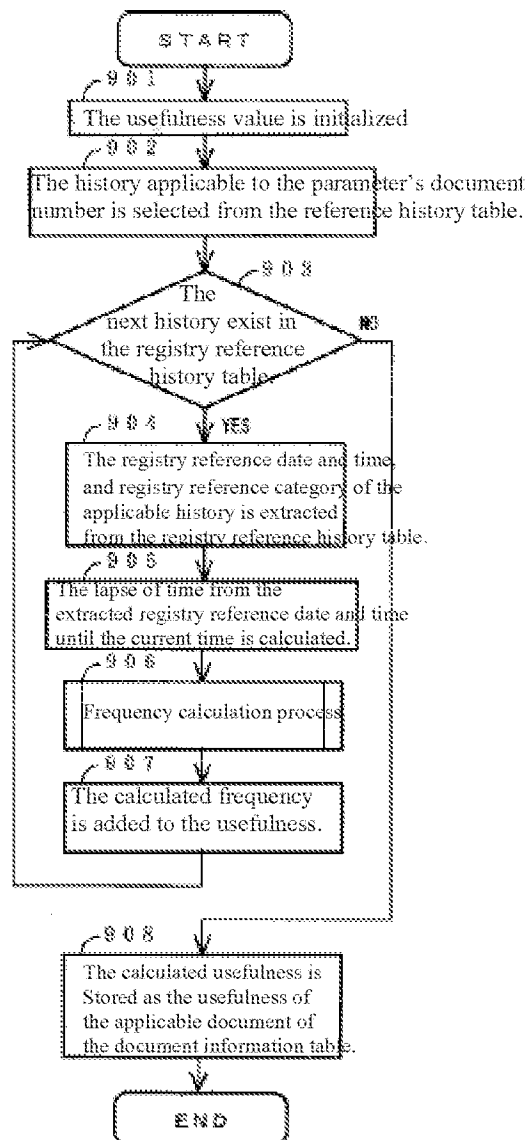 START
901
The usefulness value is initialized
902
The history applicable to the parameter's document
number is selected from the reference history table.
903
The
next history exist in
the registry reference
history table.
NO
904
YES
The registry reference date and time,
and registry reference category of the
applicable history is extracted
from the registry reference history table.
905
The lapse of time from the
extracted registry reference date and time
until the current time is calculated.
906
Frequency calculation process
907
The calculated frequency
is added to the usefulness.
908
The calculated usefulness is
Stored as the usefulness of
the applicable document of
the document information table.
END